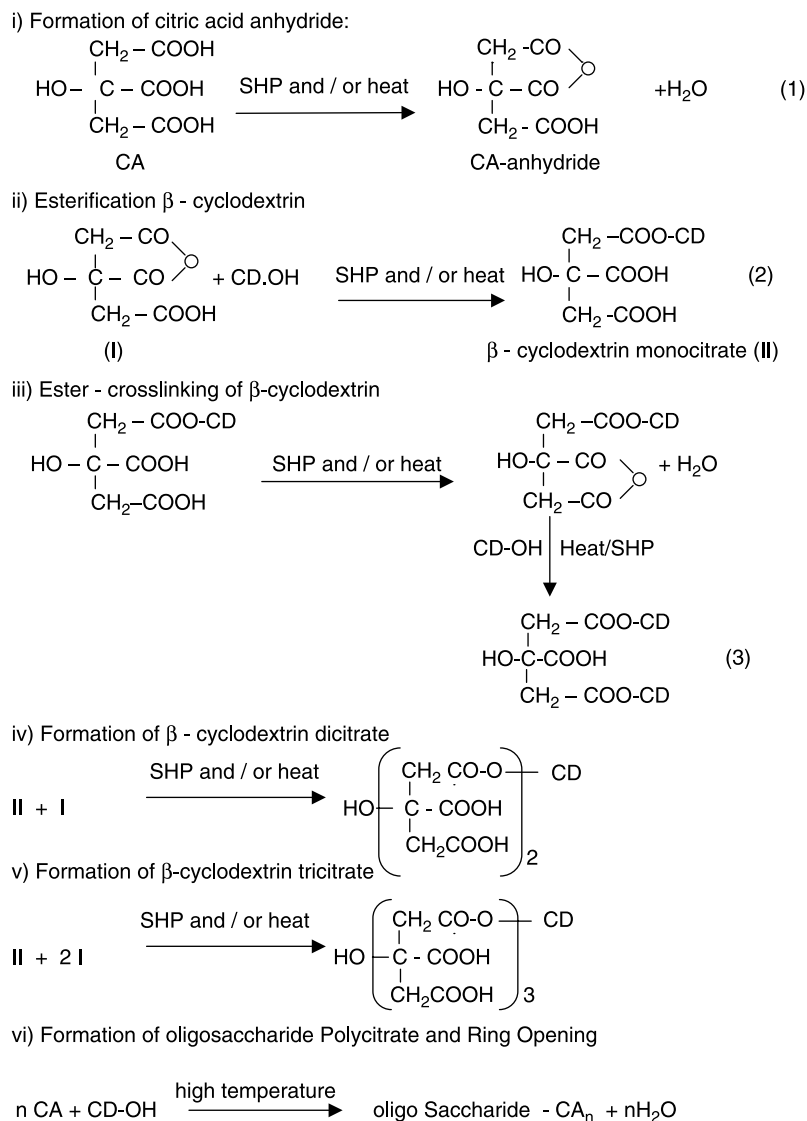 i) Formation of citric acid anhydride:
CH2 – COOH
HO – C – COOH
CH2 – COOH
CA
SHP and / or heat
CH2 -CO
O
HO - C – CO
CH2 – COOH
CA-anhydride
+H2O
(1)
ii) Esterification β - cyclodextrin
CH2 – CO
O
HO – C – CO
CH2 – COOH
(I)
+ CD.OH
SHP and / or heat
CH2 –COO-CD
HO- C – COOH
CH2 -COOH
β - cyclodextrin monocitrate (II)
(2)
iii) Ester - crosslinking of β-cyclodextrin
CH2 – COO-CD
HO – C – COOH
CH2–COOH
SHP and / or heat
CH2 – COO-CD
HO-C – CO
O
CH2 – CO
+ H2O
CD-OH
Heat/SHP
CH2 – COO-CD
HO-C-COOH
CH2 – COO-CD
(3)
iv) Formation of β - cyclodextrin dicitrate
II + I
SHP and / or heat
CH2 CO-O – CD
HO – C - COOH
CH2COOH
2
v) Formation of β-cyclodextrin tricitrate
II + 2 I
SHP and / or heat
CH2 CO-O – CD
HO – C - COOH
CH2COOH
3
vi) Formation of oligosaccharide Polycitrate and Ring Opening
n CA + CD-OH
high temperature
oligo Saccharide - CAn + nH2O